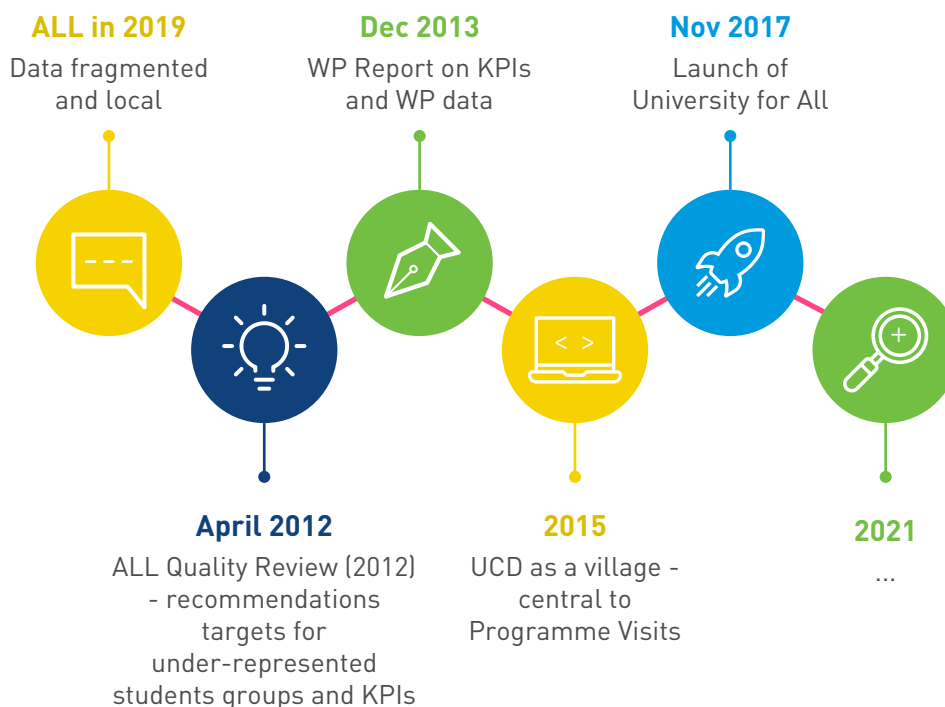 ALL in 2019
Data fragmented
and local
April 2012
ALL Quality Review (2012)
- recommendations
targets for
under-represented
students groups and KPIs
Dec 2013
WP Report on KPIs
and WP data
2015
UCD as a village -
central to
Programme Visits
Nov 2017
Launch of
University for All
2021
...